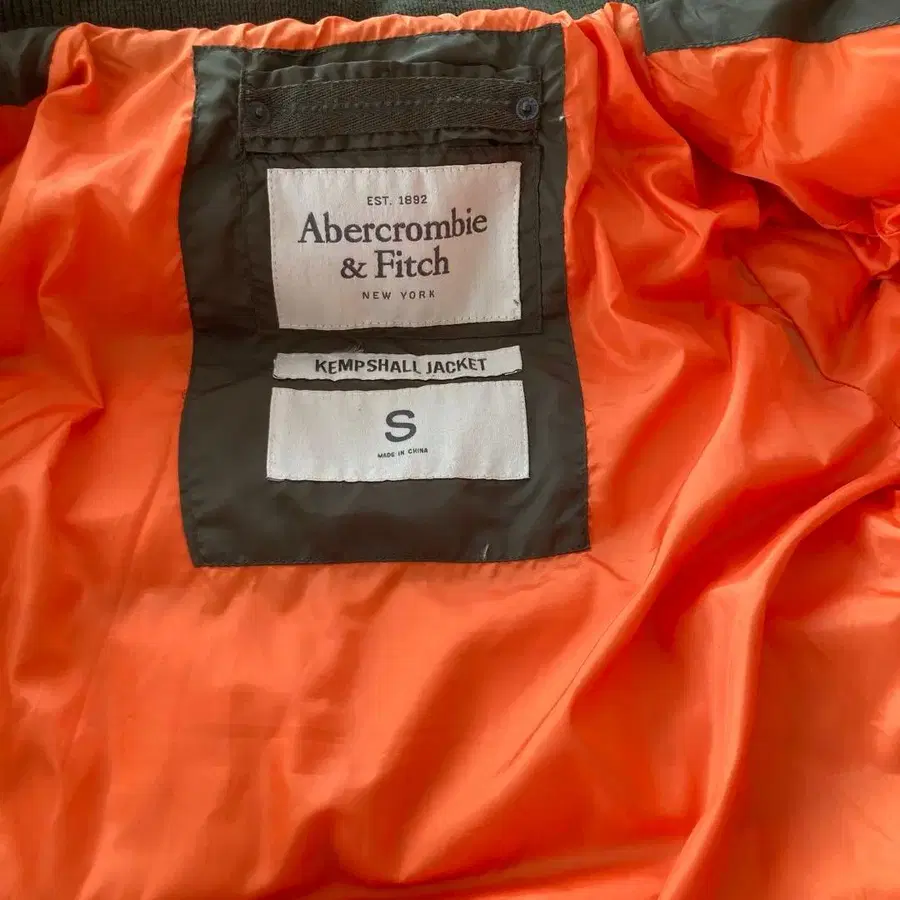 EST. 1892
Abercrombie
& Fitch
NEW YORK
KEMPSHALL JACKET
S
MADE IN CHINA